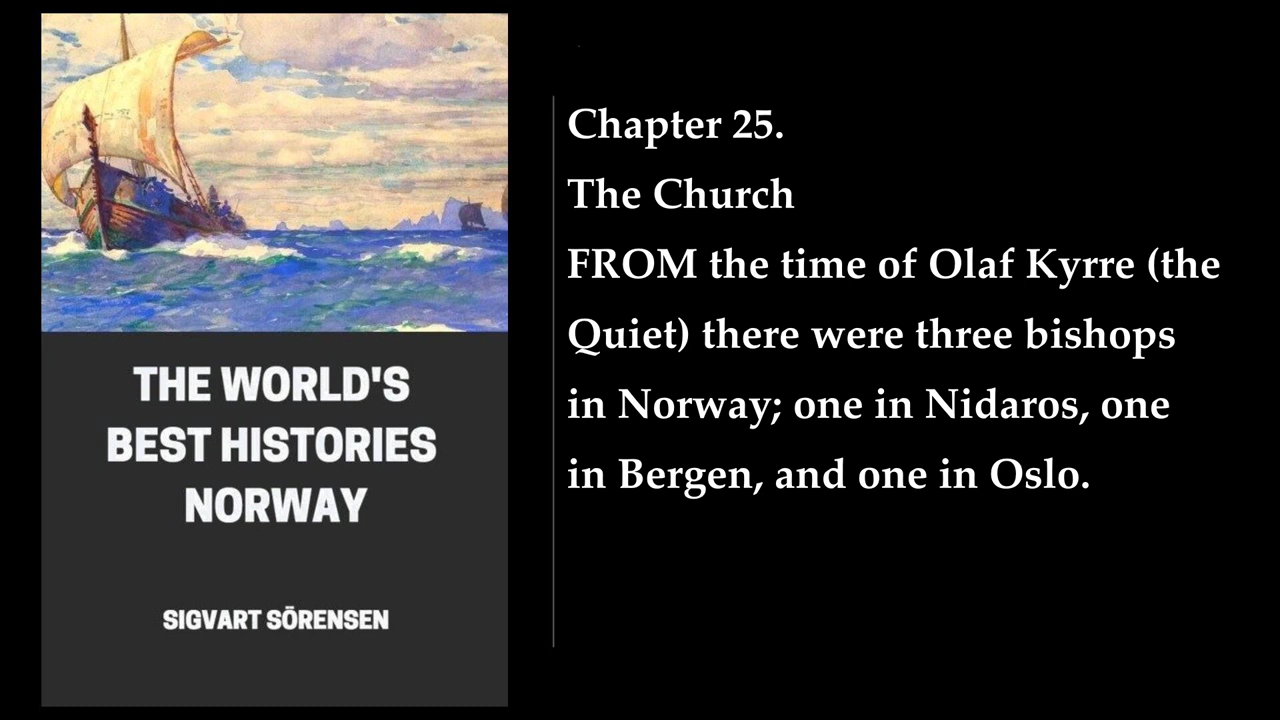 THE WORLD'S
BEST HISTORIES
NORWAY
SIGVART SÖRENSEN
Chapter 25.
The Church
FROM the time of Olaf Kyrre (the
Quiet) there were three bishops
in Norway; one in Nidaros, one
in Bergen, and one in Oslo.